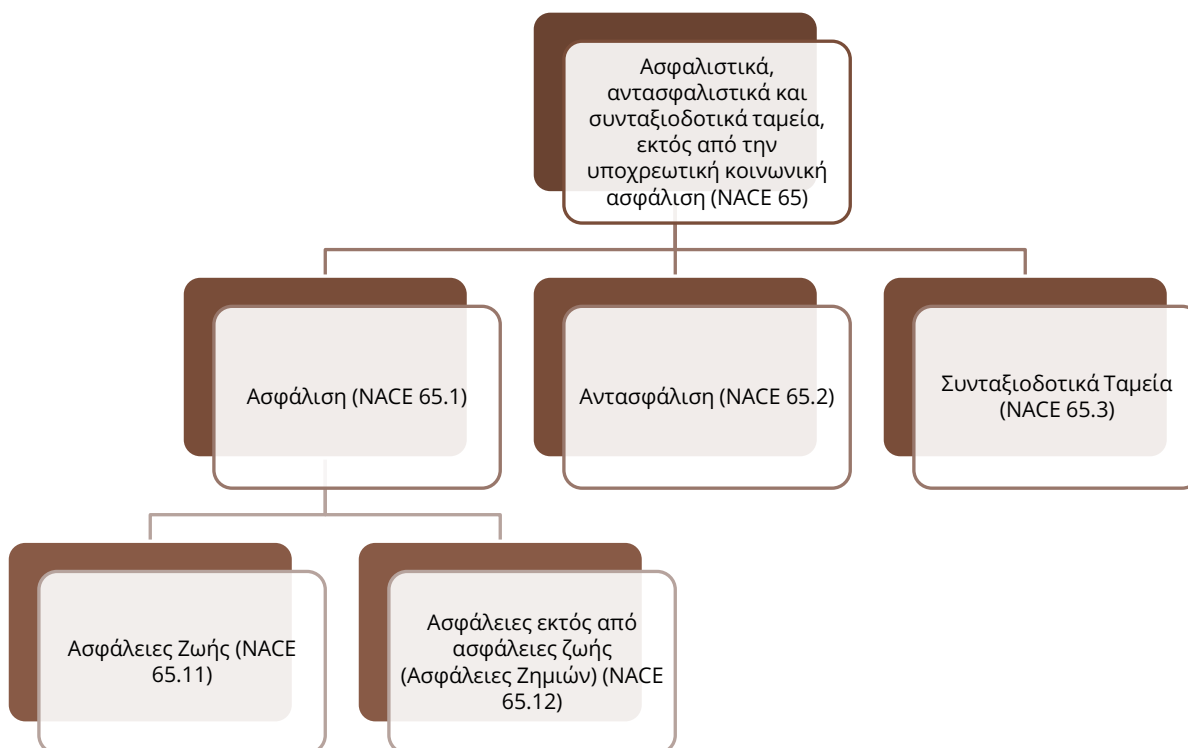 Ασφαλιστικά,
αντασφαλιστικά και
συνταξιοδοτικά ταμεία,
εκτός από την
υποχρεωτική κοινωνική
ασφάλιση (NACE 65)
Ασφάλιση (NACE 65.1)
Αντασφάλιση (NACE 65.2)
Συνταξιοδοτικά Ταμεία
(NACE 65.3)
Ασφάλειες Ζωής (NACE
65.11)
Ασφάλειες εκτός από
ασφάλειες ζωής
(Ασφάλειες Ζημιών) (NACE
65.12)